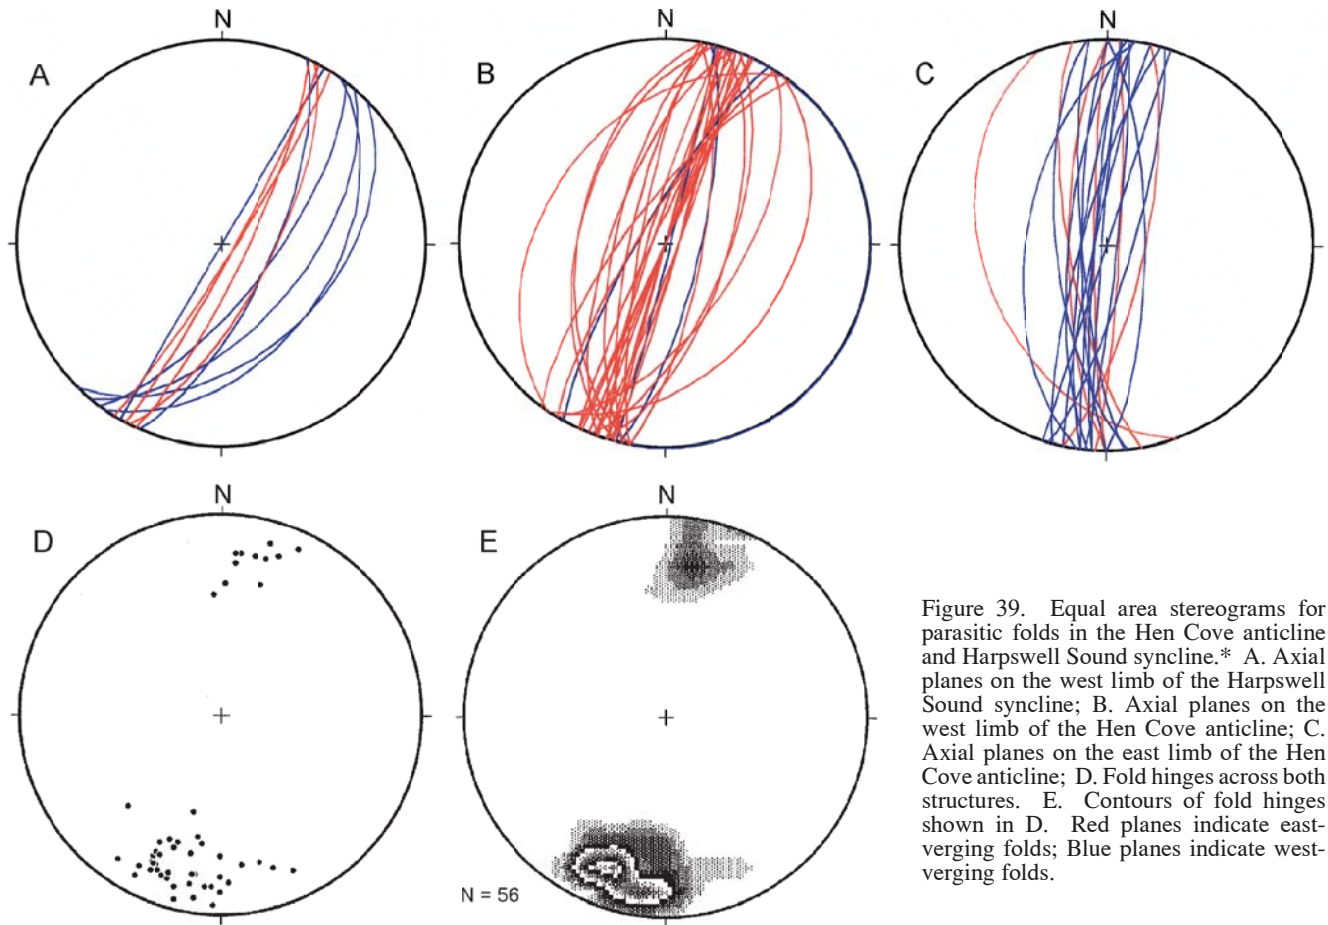 N
N
N
A
B
C
N
N
D
E
N = 56
Figure 39. Equal area stereograms for
parasitic folds in the Hen Cove anticline
and Harpswell Sound syncline.* A. Axial
planes on the west limb of the Harpswell
Sound syncline; B. Axial planes on the
west limb of the Hen Cove anticline; C.
Axial planes on the east limb of the Hen
Cove anticline; D. Fold hinges across both
structures. E. Contours of fold hinges
shown in D. Red planes indicate east-
verging folds; Blue planes indicate west-
verging folds.